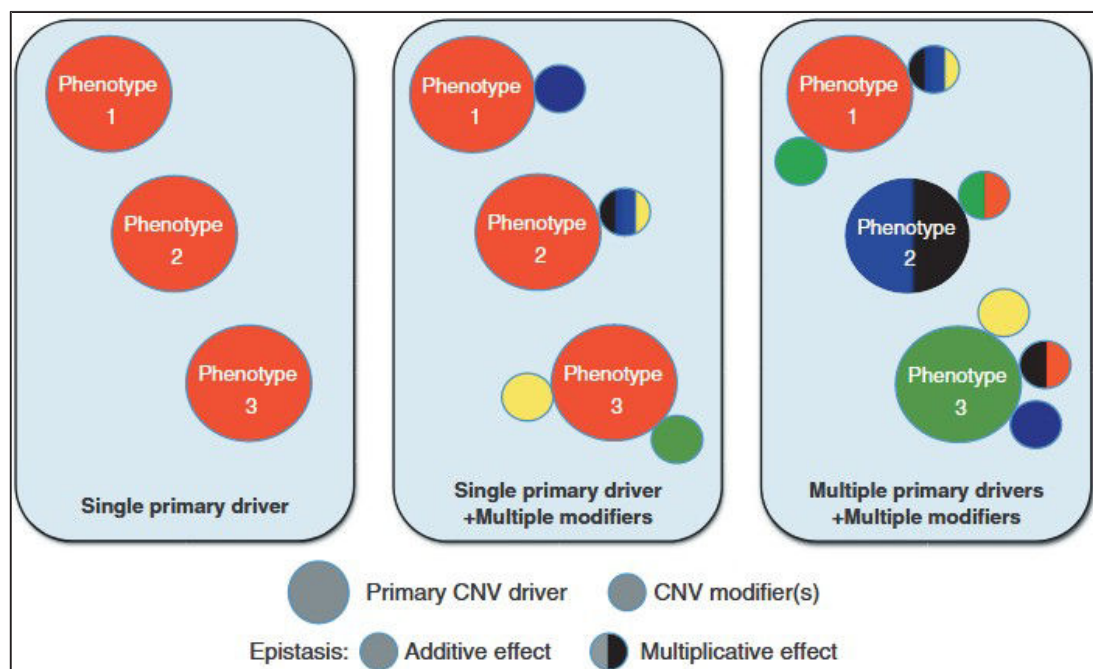 Phenotype
1
Phenotype
2
Phenotype
3
Single primary driver
Phenotype
1
Phenotype
2
Phenotype
3
Single primary driver
+Multiple modifiers
Phenotype
1
Phenotype
2
Phenotype
3
Multiple primary drivers
+Multiple modifiers
Primary CNV driver CNV modifier(s)
Epistasis: Additive effect Multiplicative effect